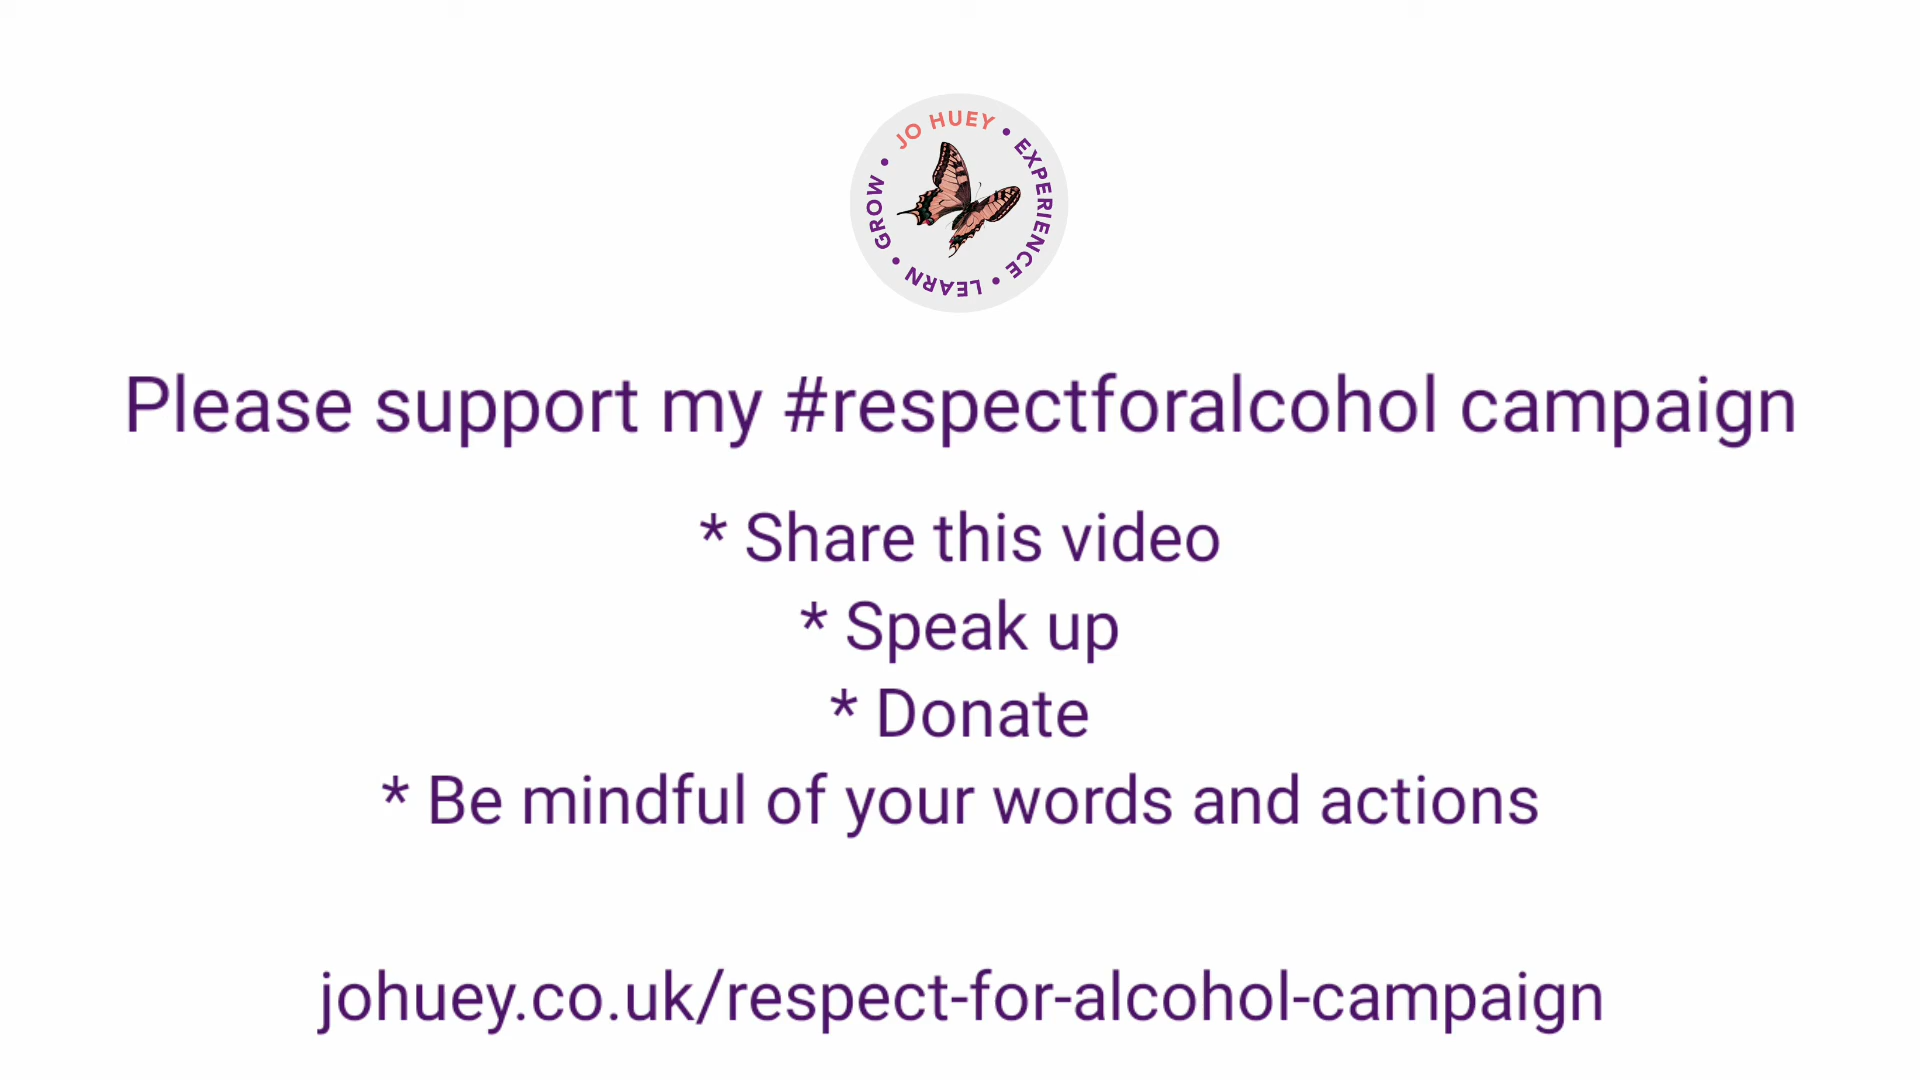 JO HUEY • EXPERIENCE • LEARN • GROW •
Please support my #respectforalcohol campaign
* Share this video
* Speak up
* Donate
* Be mindful of your words and actions
johuey.co.uk/respect-for-alcohol-campaign